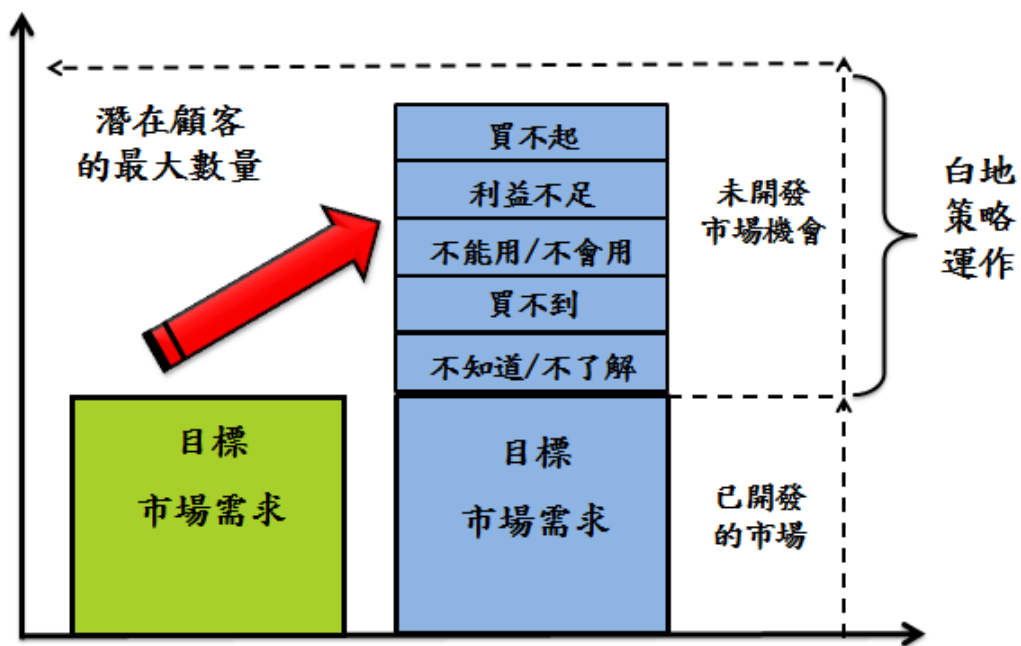 潛在顧客
的最大數量
買不起
利益不足
不能用/不會用
買不到
不知道/不了解
未開發
市場機會
白地
策略
運作
目標
市場需求
目標
市場需求
已開發
的市場